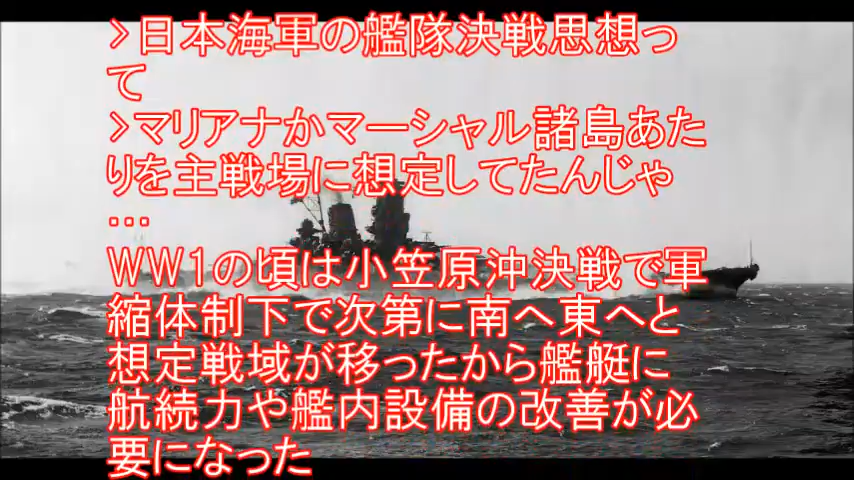 >日本海軍の艦隊決戦思想っ
て
>マリアナかマーシャル諸島あた
りを主戦場に想定してたんじゃ
…
WW1の頃は小笠原沖決戦で軍
縮体制下で次第に南へ東へと
想定戦域が移ったから艦艇に
航続力や艦内設備の改善が必
要になった